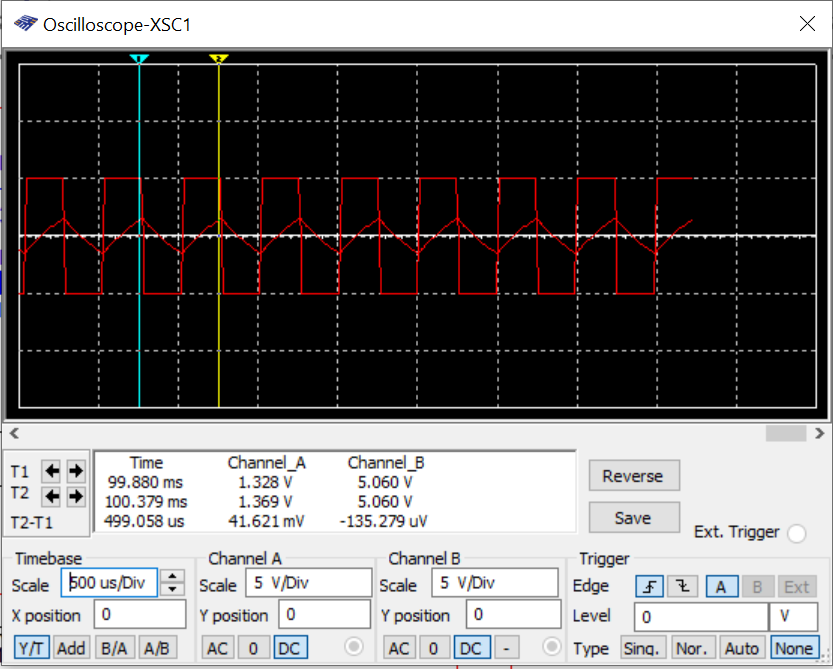 Oscilloscope-XSC1
1 2
Time Channel_A Channel_B
T1 99.880 ms 1.328 V 5.060 V
T2 100.379 ms 1.369 V 5.060 V
T2-T1 499.058 us 41.621 mV -135.279 uV
Reverse
Save
Ext. Trigger
Timebase Channel A Channel B Trigger
Scale 500 us/Div Scale 5 V/Div Scale 5 V/Div Edge A B Ext
X position 0 Y position 0 Y position 0 Level 0 V
Y/T Add B/A A/B AC 0 DC AC 0 DC - Type Sing. Nor. Auto None